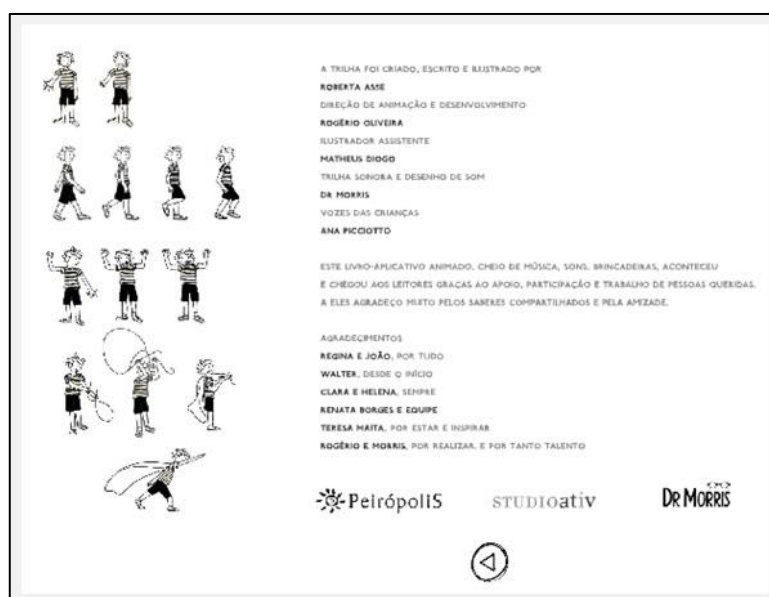 A TRILHA FOI CRIADO, ESCRITO E ILUSTRADO POR
ROBERTA ASSE
DIREÇÃO DE ANIMAÇÃO E DESENVOLVIMENTO
ROGÉRIO OLIVEIRA
ILUSTRADOR ASSISTENTE
MATHEUS DIOGO
TRILHA SONORA E DESENHO DE SOM
DR MORRIS
VOZES DAS CRIANÇAS
ANA PICCIOTTO
ESTE LIVRO-APLICATIVO ANIMADO, CHEIO DE MÚSICA, SONS, BRINCADEIRAS, ACONTECEU
E CHEGOU AOS LEITORES GRAÇAS AO APOIO, PARTICIPAÇÃO E TRABALHO DE PESSOAS QUERIDAS.
A ELES AGRADEÇO MUITO PELOS SABERES COMPARTILHADOS E PELA AMIZADE.
AGRADECIMENTOS
REGINA E JOÃO, POR TUDO
WALTER, DESDE O INÍCIO
CLARA E HELENA, SEMPRE
RENATA BORGES E EQUIPE
TERESA MAITA, POR ESTAR E INSPIRAR
ROGÉRIO E MORRIS, POR REALIZAR. E POR TANTO TALENTO
PeirópoliS
STUDIOativ
DR MORRIS